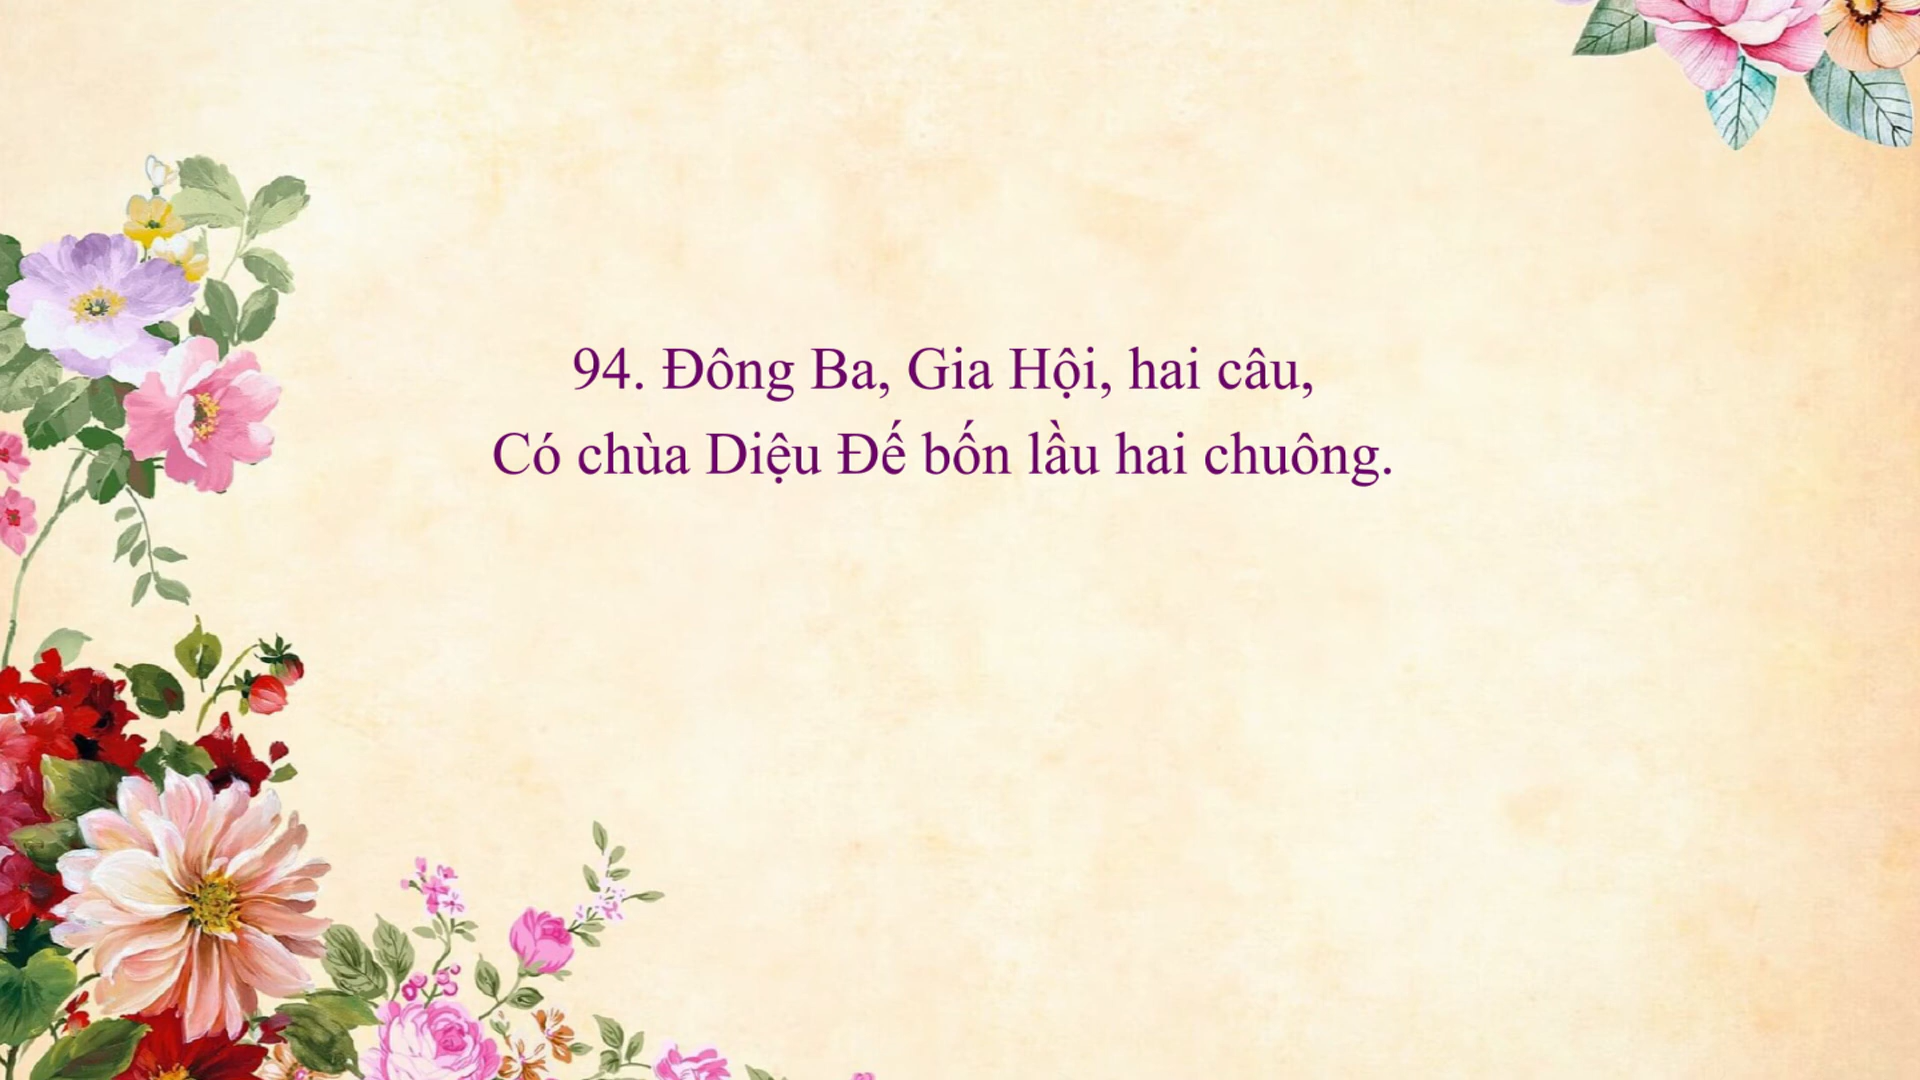 94. Đông Ba, Gia Hội, hai câu,
Có chùa Diệu Đế bốn lầu hai chuông.